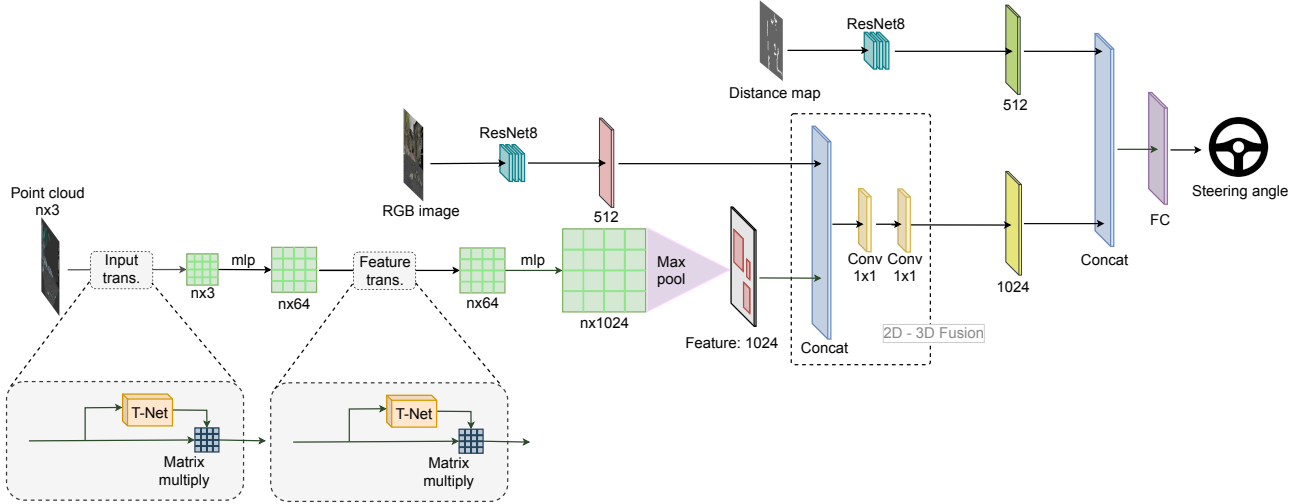 ResNet8
Distance map
512
ResNet8
RGB image
512
Steering angle
FC
Concat
Point cloud
nx3
Input
trans.
mlp
nx3
nx64
Feature
trans.
mlp
nx64
nx1024
Max
pool
Feature: 1024
Concat
Conv
1x1
Conv
1x1
2D - 3D Fusion
1024
T-Net
Matrix
multiply
T-Net
Matrix
multiply